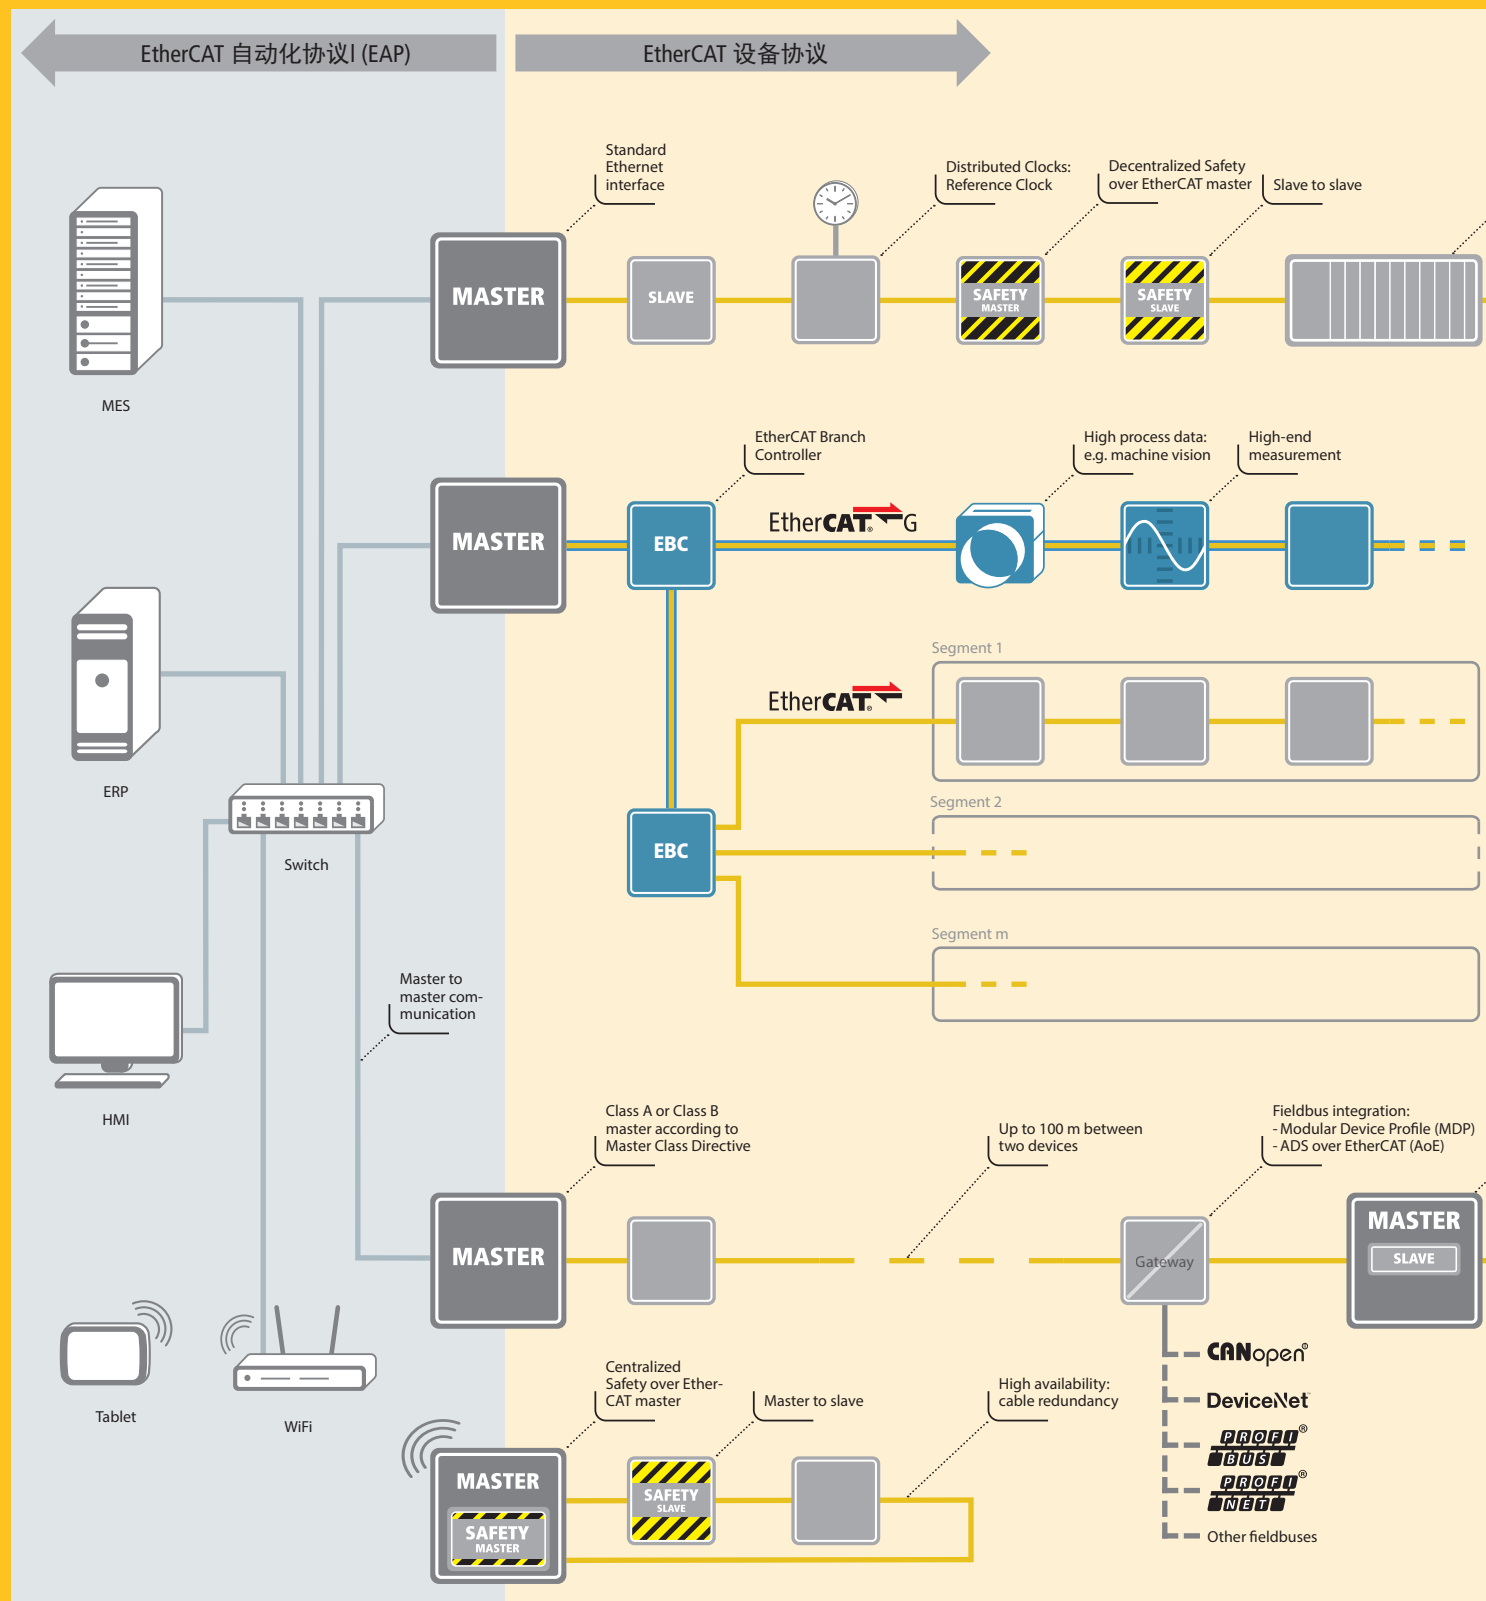 EtherCAT 自动化协议l (EAP)
EtherCAT 设备协议
Standard
Ethernet
interface
Distributed Clocks:
Reference Clock
Decentralized Safety
over EtherCAT master
Slave to slave
MASTER
SLAVE
SAFETY
MASTER
SAFETY
SLAVE
MES
EtherCAT Branch
Controller
High process data:
e.g. machine vision
High-end
measurement
EtherCAT® G
MASTER
EBC
Segment 1
EtherCAT®
ERP
Segment 2
EBC
Switch
Segment m
Master to
master com-
munication
HMI
Class A or Class B
master according to
Master Class Directive
Up to 100 m between
two devices
Fieldbus integration:
- Modular Device Profile (MDP)
- ADS over EtherCAT (AoE)
MASTER
Gateway
MASTER
SLAVE
CANopen®
DeviceNet™
PROFI®
BUS
PROFI®
NET
Other fieldbuses
Tablet
WiFi
Centralized
Safety over Ether-
CAT master
Master to slave
High availability:
cable redundancy
MASTER
SAFETY
MASTER
SAFETY
SLAVE